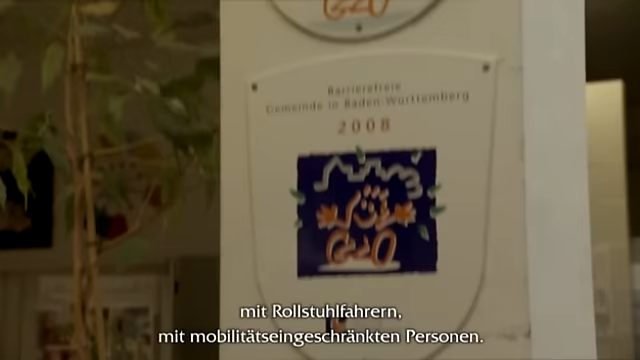 Barrierefreie
Gemeinde in Baden-Württemberg
2008
mit Rollstuhlfahrern,
mit mobilitätseingeschränkten Personen.